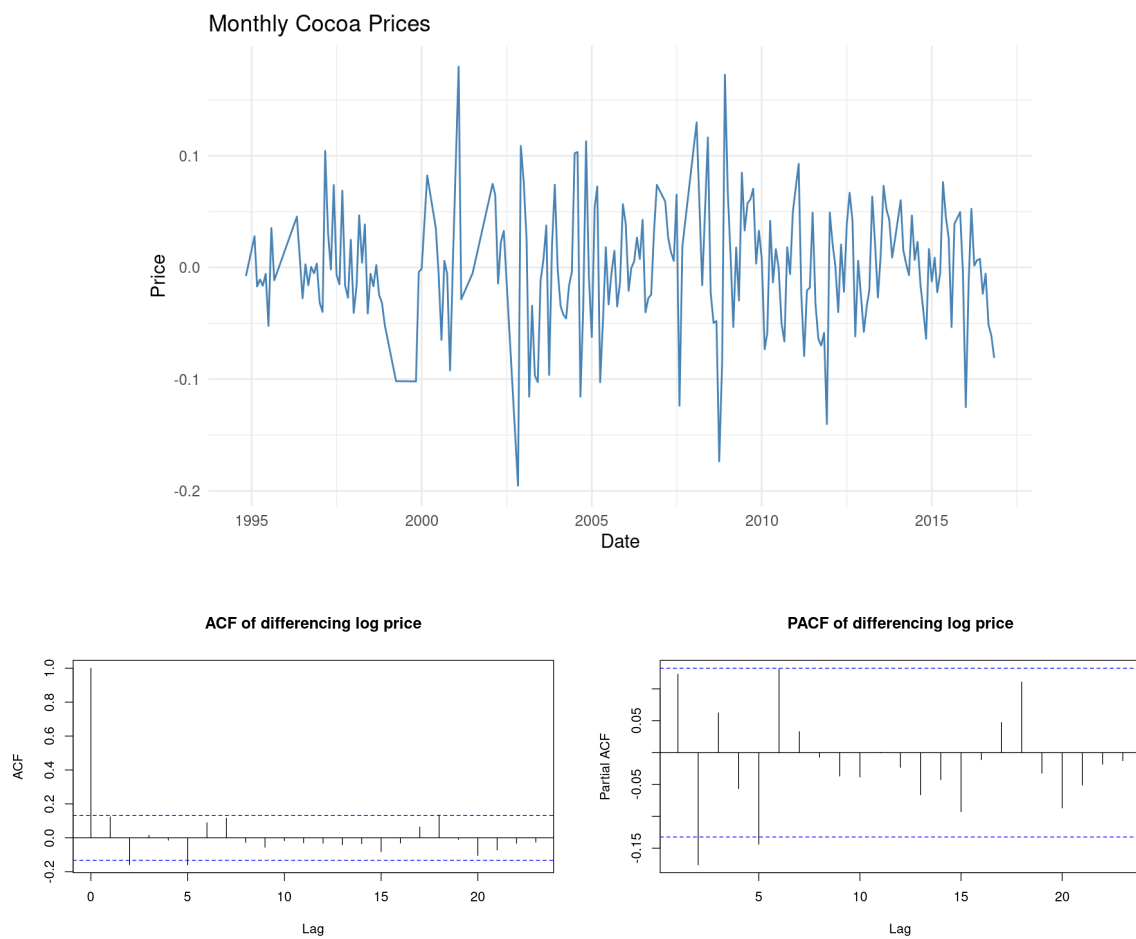 Monthly Cocoa Prices
Price
0.1
0.0
-0.1
-0.2
1995 2000 2005 2010 2015
Date
ACF of differencing log price
ACF
1.0
0.8
0.6
0.4
0.2
0.0
-0.2
0 5 10 15 20
Lag
PACF of differencing log price
Partial ACF
0.05
-0.05
-0.15
5 10 15 20
Lag